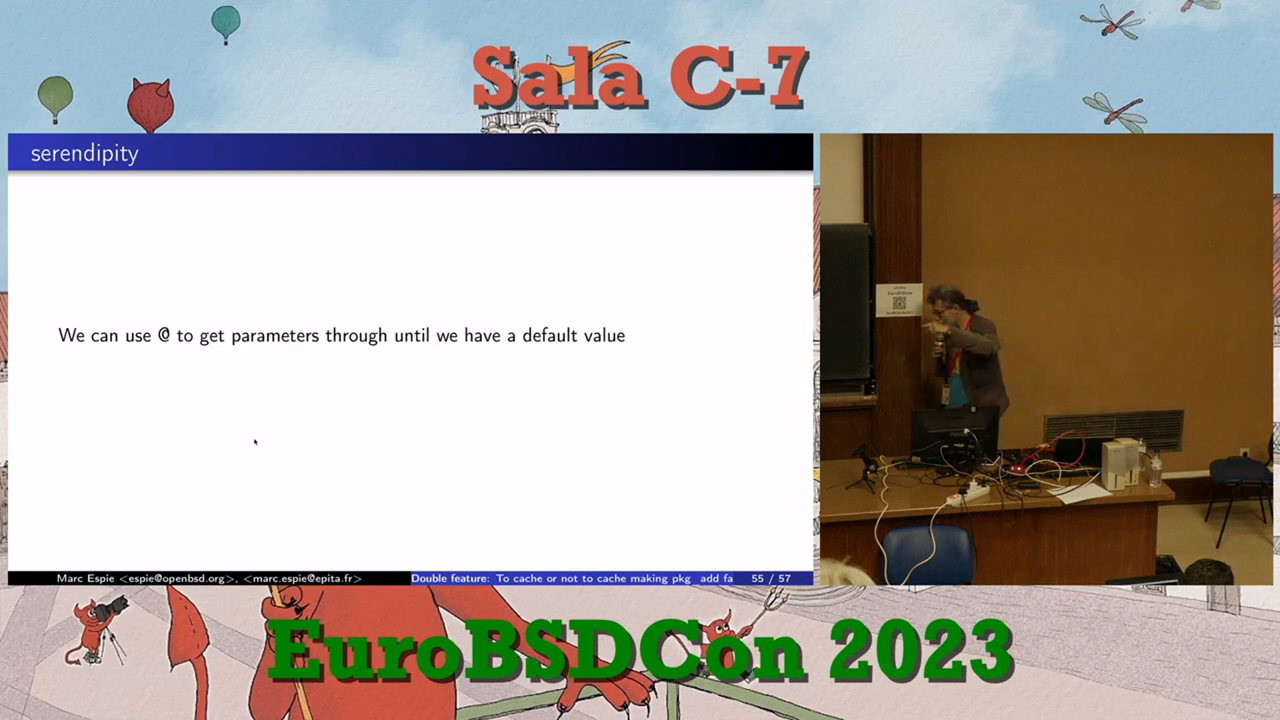 Sala C-7
serendipity
We can use @ to get parameters through until we have a default value
Marc Espie <espie@openbsd.org>, <marc.espie@epita.fr>
Double feature: To cache or not to cache making pkg_add fa
55 / 57
EuroBSDCon 2023